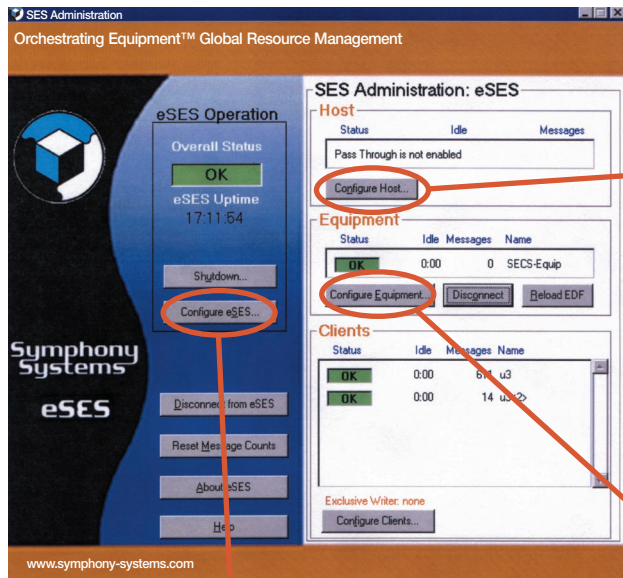 SES Administration
Orchestrating Equipment™ Global Resource Management
eSES Operation
Overall Status
OK
eSES Uptime
17:11:54
Shutdown...
Configure eSES...
Symphony
Systems
eSES
Disconnect from eSES
Reset Message Counts
About eSES
Help
SES Administration: eSES
Host
Status Idle Messages
Pass Through is not enabled
Configure Host...
Equipment
Status Idle Messages Name
OK 0:00 0 SECS-Equip
Configure Equipment... Disconnect Reload EDF
Clients
Status Idle Messages Name
OK 0:00 u3
OK 0:00 14
Exclusive Writer: none
Configure Clients...
www.symphony-systems.com